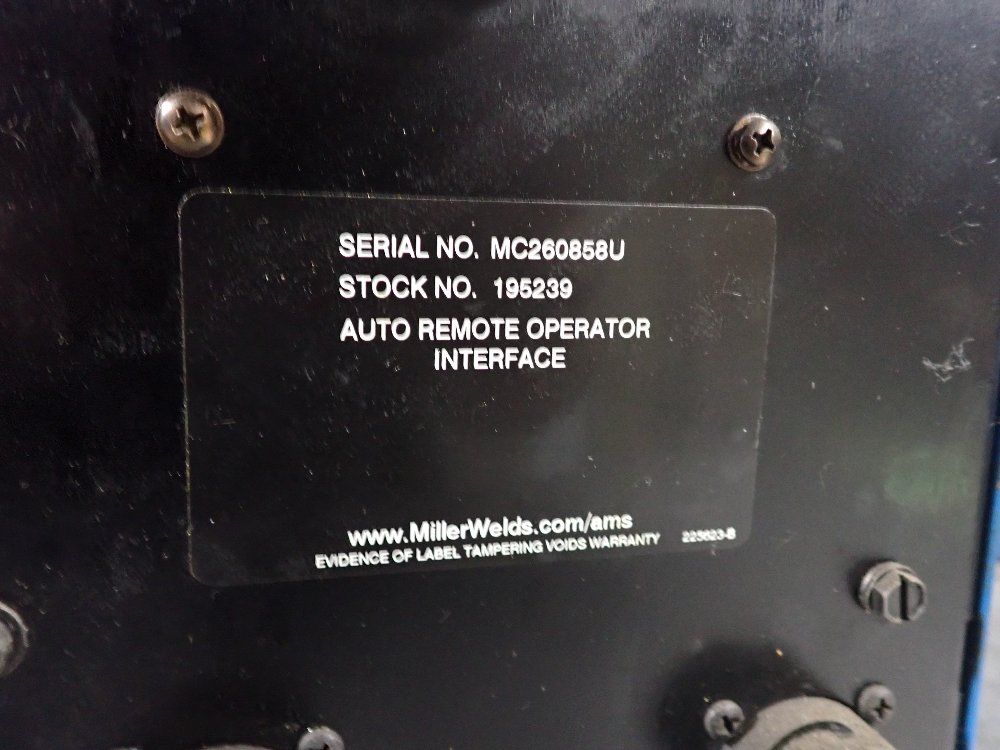 SERIAL NO. MC260858U
STOCK NO. 195239
AUTO REMOTE OPERATOR
INTERFACE
www.MillerWelds.com/ams
EVIDENCE OF LABEL TAMPERING VOIDS WARRANTY 225623-B